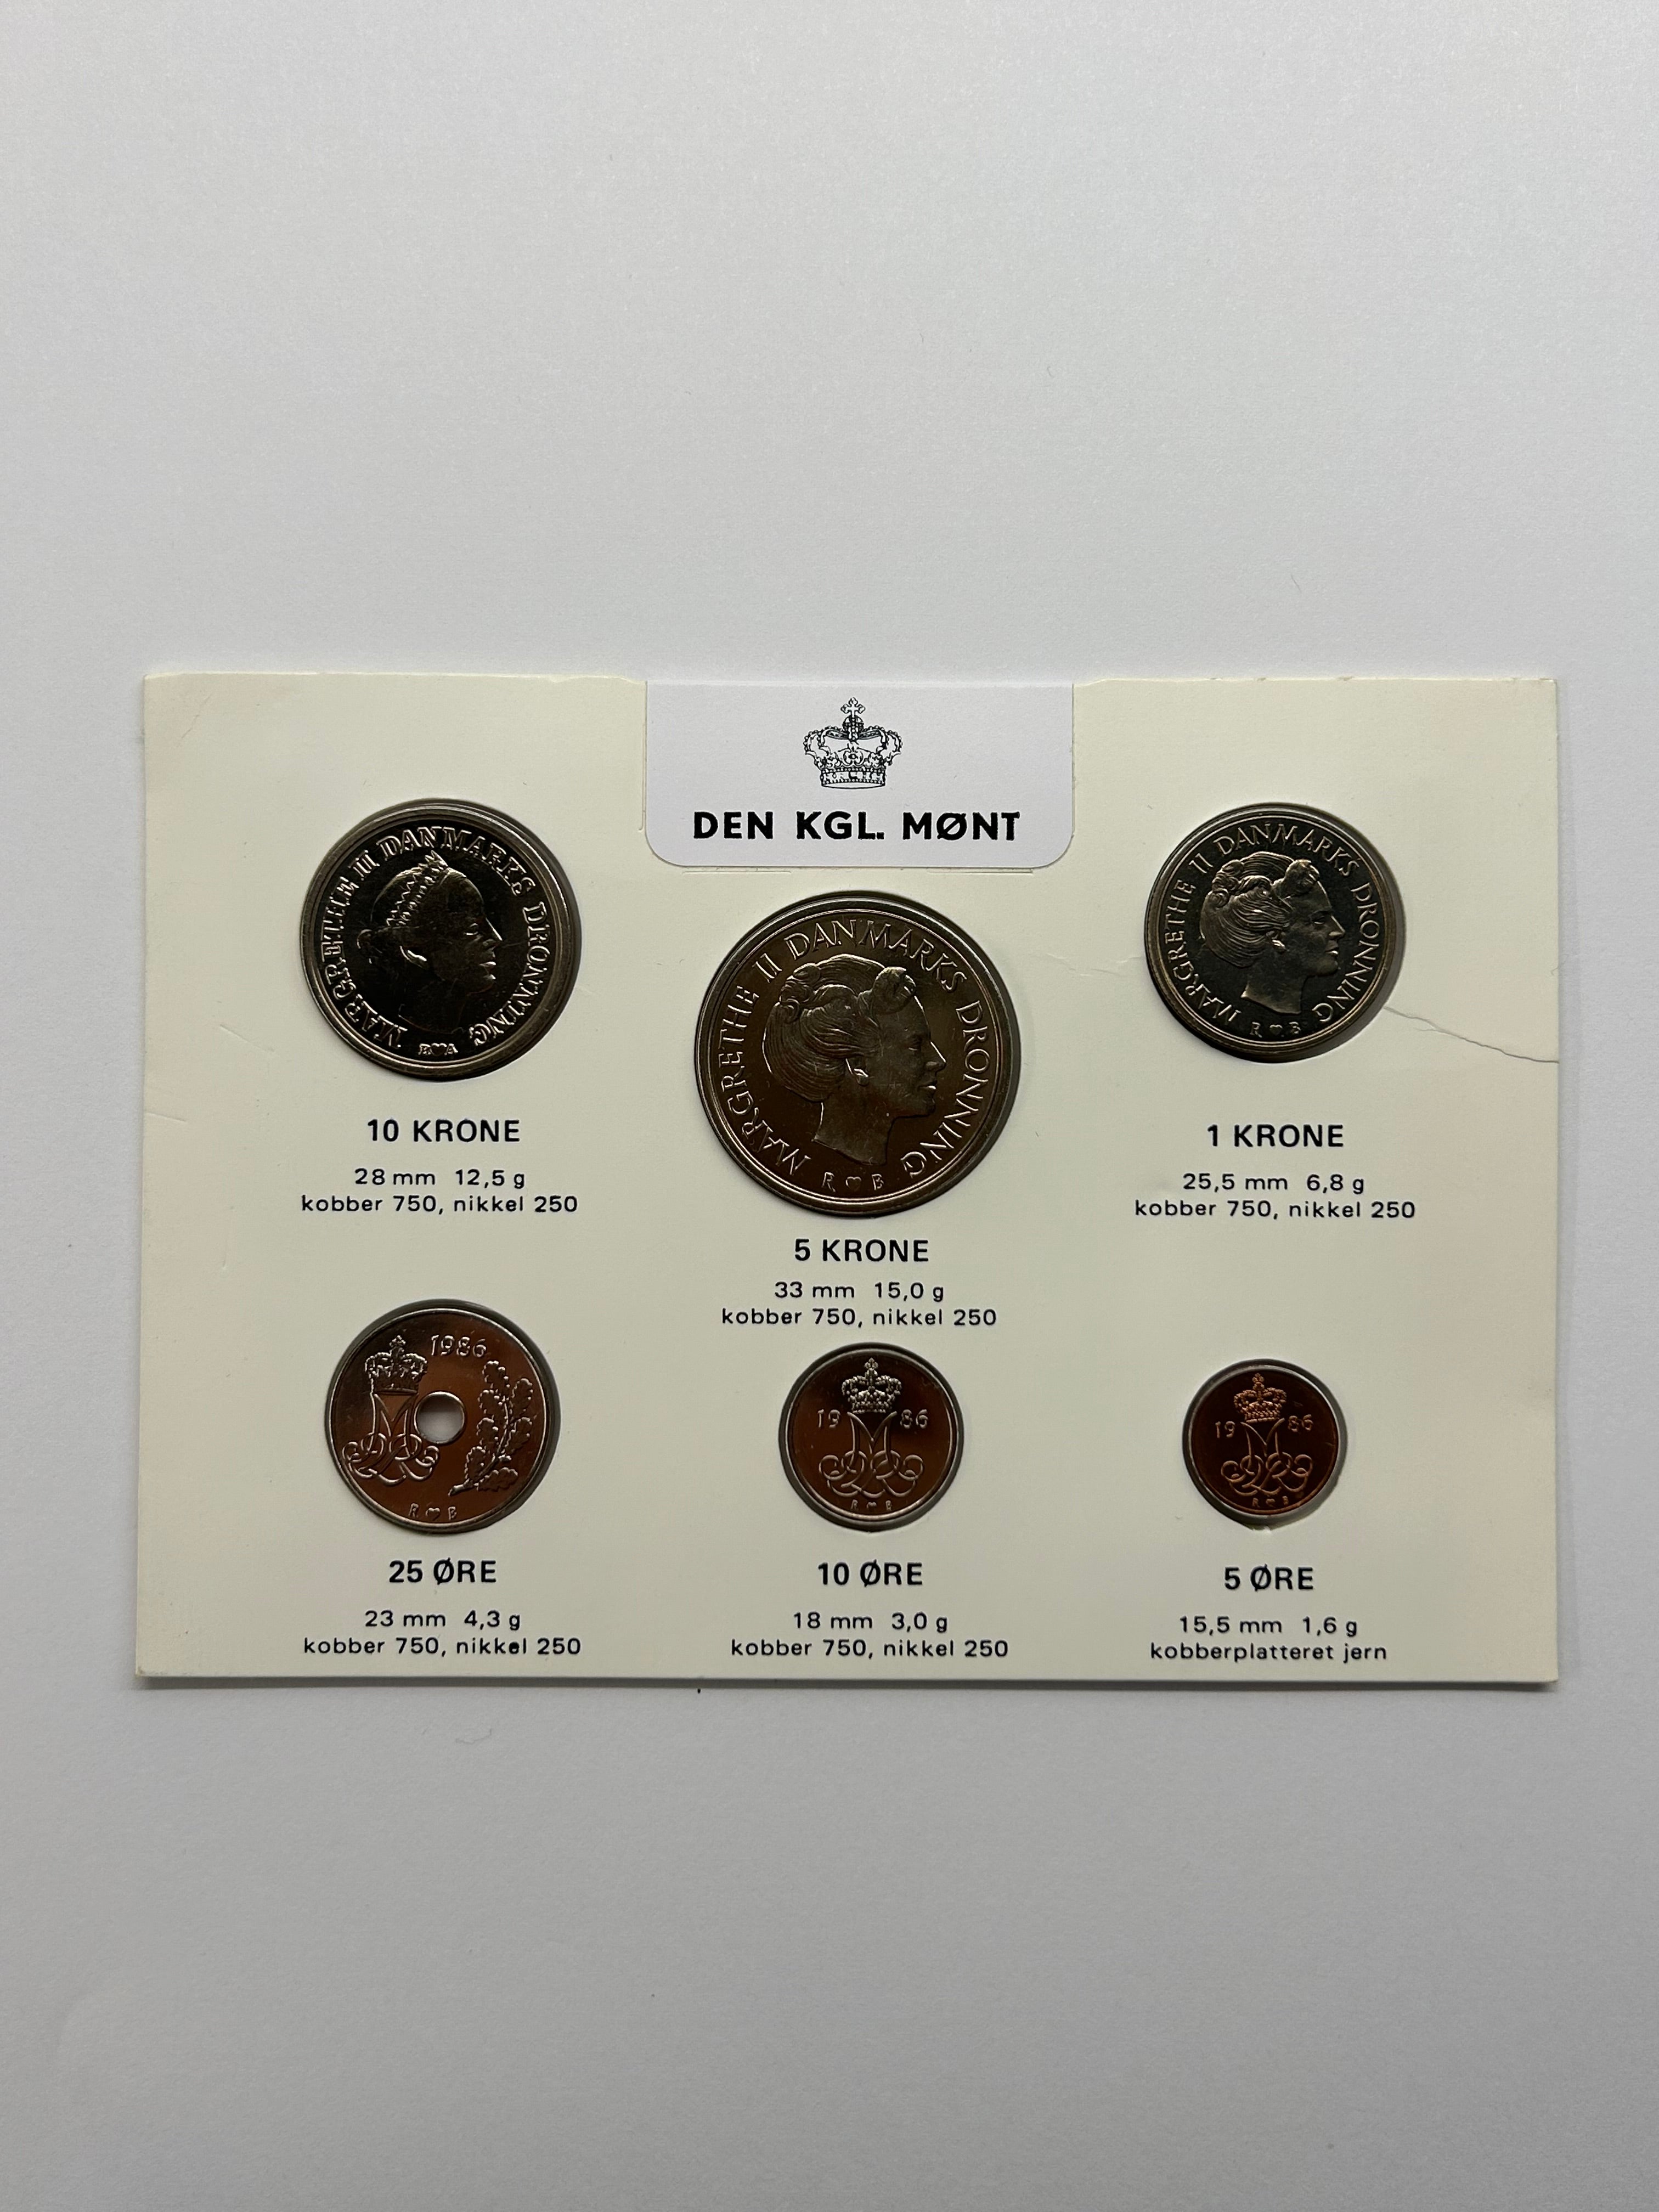 DEN KGL. MØNT
MARGRETHE II DANMARKS DRONNING
R♥A
10 KRONE
28 mm 12,5 g
kobber 750, nikkel 250
MARGRETHE II DANMARKS DRONNING
R♥B
5 KRONE
33 mm 15,0 g
kobber 750, nikkel 250
MARGRETHE II DANMARKS DRONNING
R♥B
1 KRONE
25,5 mm 6,8 g
kobber 750, nikkel 250
1986
R♥B
25 ØRE
23 mm 4,3 g
kobber 750, nikkel 250
1986
R♥B
10 ØRE
18 mm 3,0 g
kobber 750, nikkel 250
1986
R♥B
5 ØRE
15,5 mm 1,6 g
kobberplatteret jern